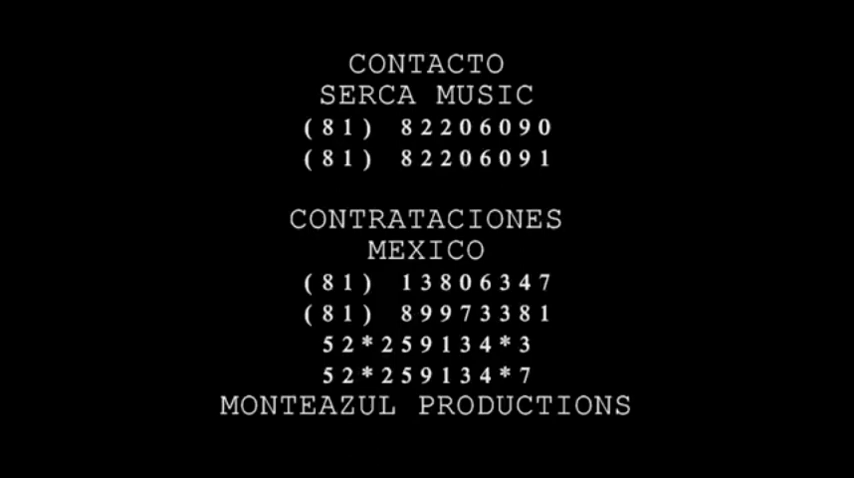 CONTACTO
SERCA MUSIC
(81) 82206090
(81) 82206091
CONTRATACIONES
MEXICO
(81) 13806347
(81) 89973381
52*259134*3
52*259134*7
MONTEAZUL PRODUCTIONS